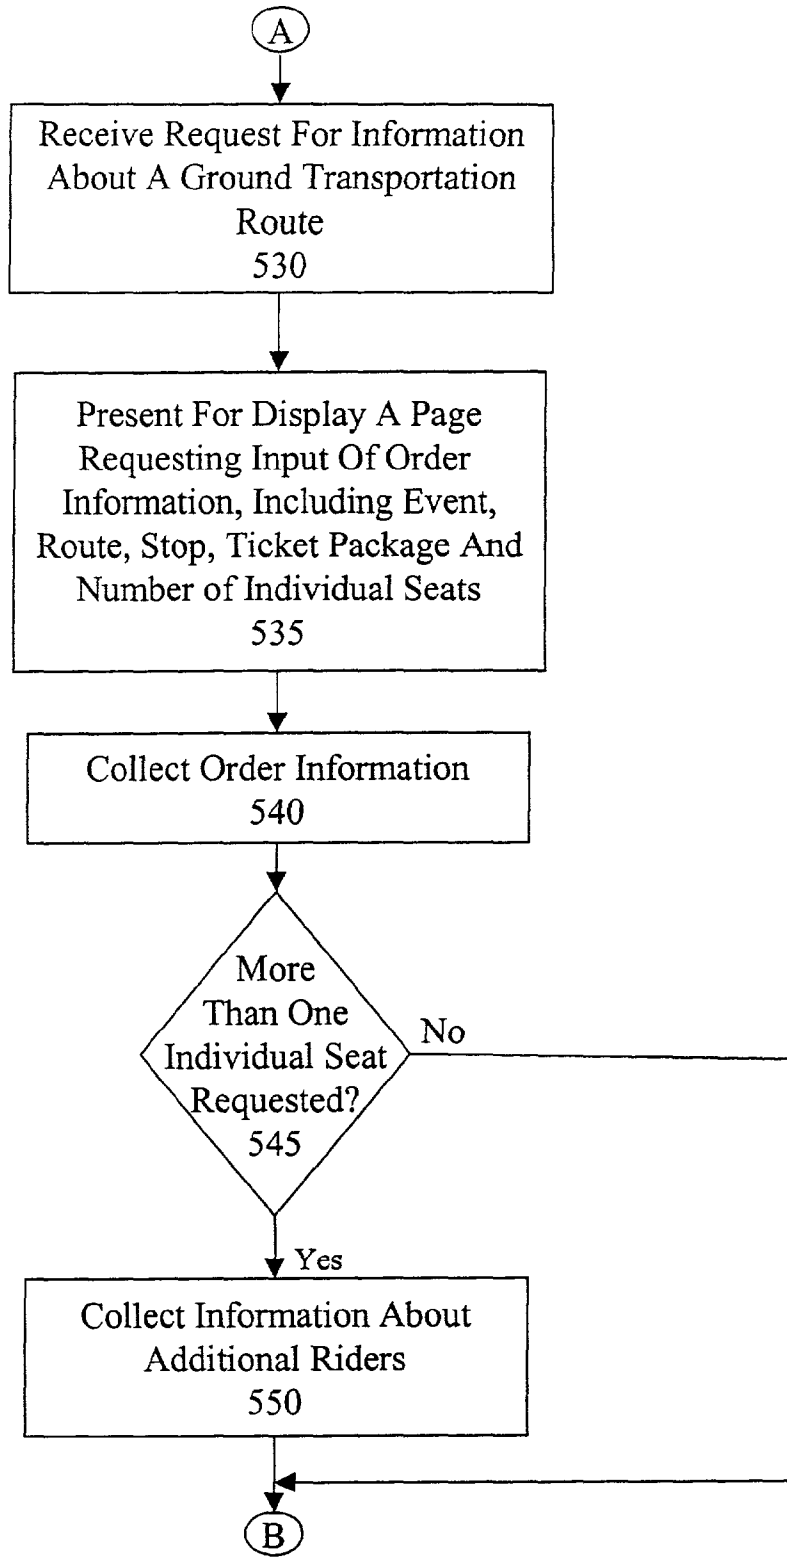 A
Receive Request For Information
About A Ground Transportation
Route
530
Present For Display A Page
Requesting Input Of Order
Information, Including Event,
Route, Stop, Ticket Package And
Number of Individual Seats
535
Collect Order Information
540
More
Than One
Individual Seat
Requested?
545
No
Yes
Collect Information About
Additional Riders
550
B